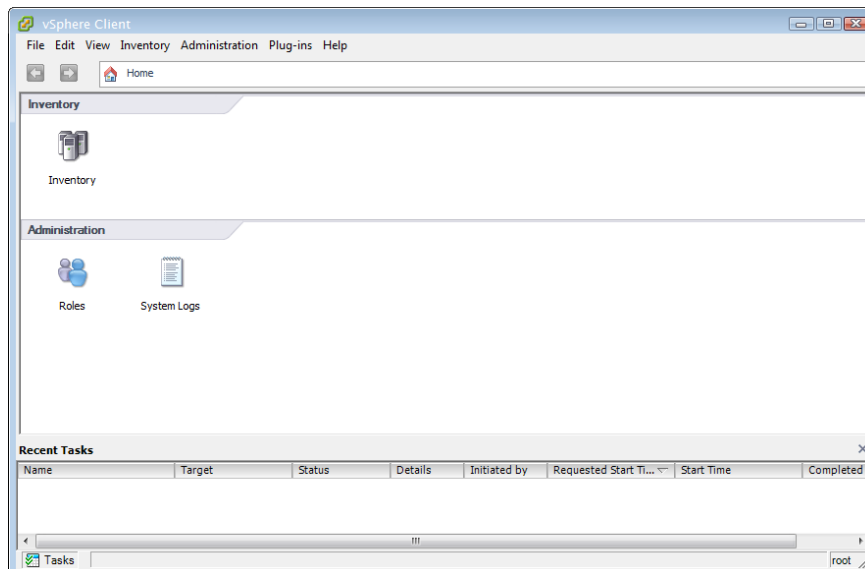 vSphere Client
File Edit View Inventory Administration Plug-ins Help
Home
Inventory
Inventory
Administration
Roles System Logs
Recent Tasks
Name Target Status Details Initiated by Requested Start Ti... Start Time Completed
Tasks root